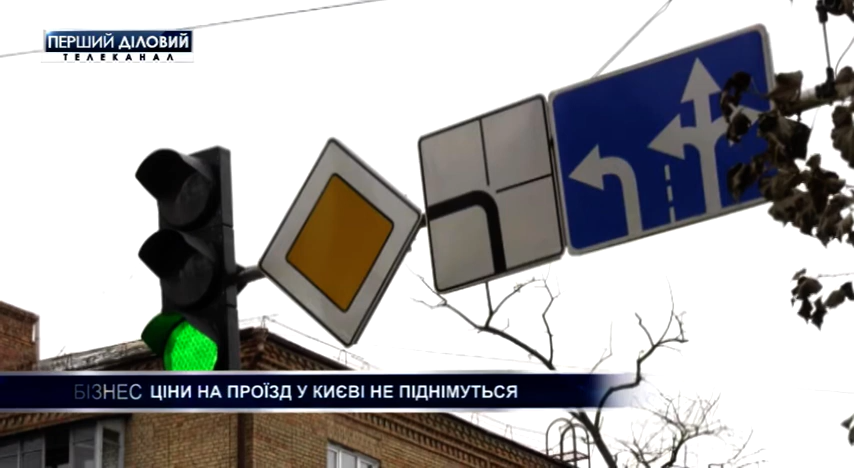 ПЕРШИЙ ДІЛОВИЙ
ТЕЛЕКАНАЛ
БІЗНЕС ЦІНИ НА ПРОЇЗД У КИЄВІ НЕ ПІДНІМУТЬСЯ